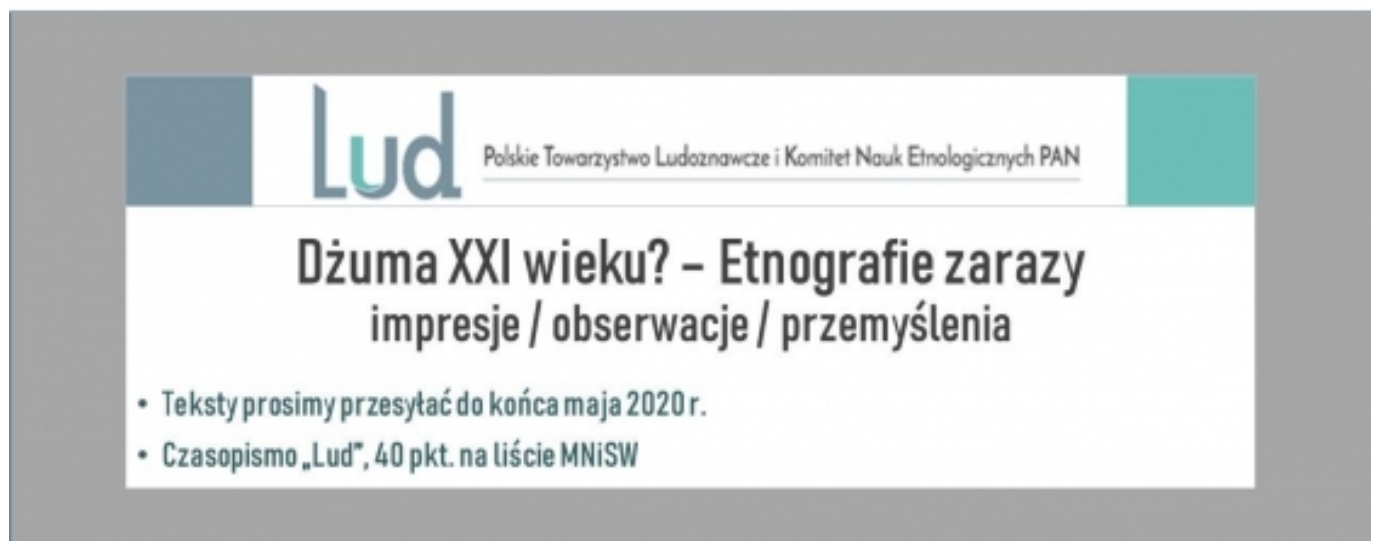 Lud
Polskie Towarzystwo Ludoznawcze i Komitet Nauk Etnologicznych PAN
Dżuma XXI wieku? – Etnografie zarazy
impresje / obserwacje / przemyślenia
• Teksty prosimy przesyłać do końca maja 2020 r.
• Czasopismo „Lud”, 40 pkt. na liście MNiSW